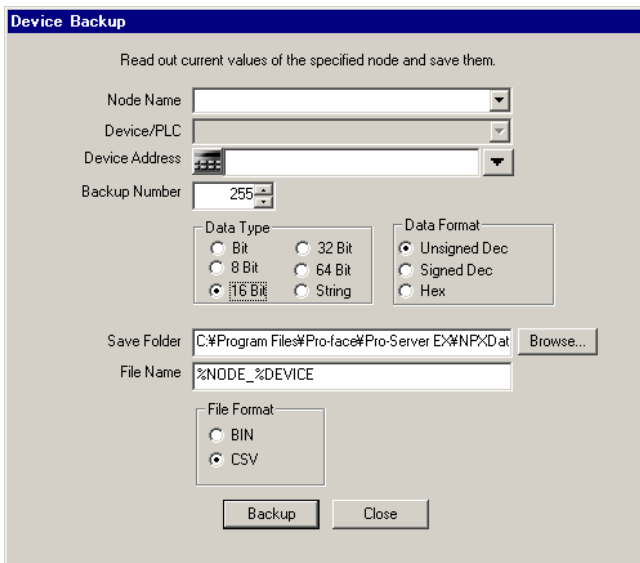 Device Backup
Read out current values of the specified node and save them.
Node Name
Device/PLC
Device Address
Backup Number 255
Data Type
Bit 32 Bit
8 Bit 64 Bit
16 Bit String
Data Format
Unsigned Dec
Signed Dec
Hex
Save Folder C:¥Program Files¥Pro-face¥Pro-Server EX¥NPXDat Browse...
File Name %NODE_%DEVICE
File Format
BIN
CSV
Backup Close